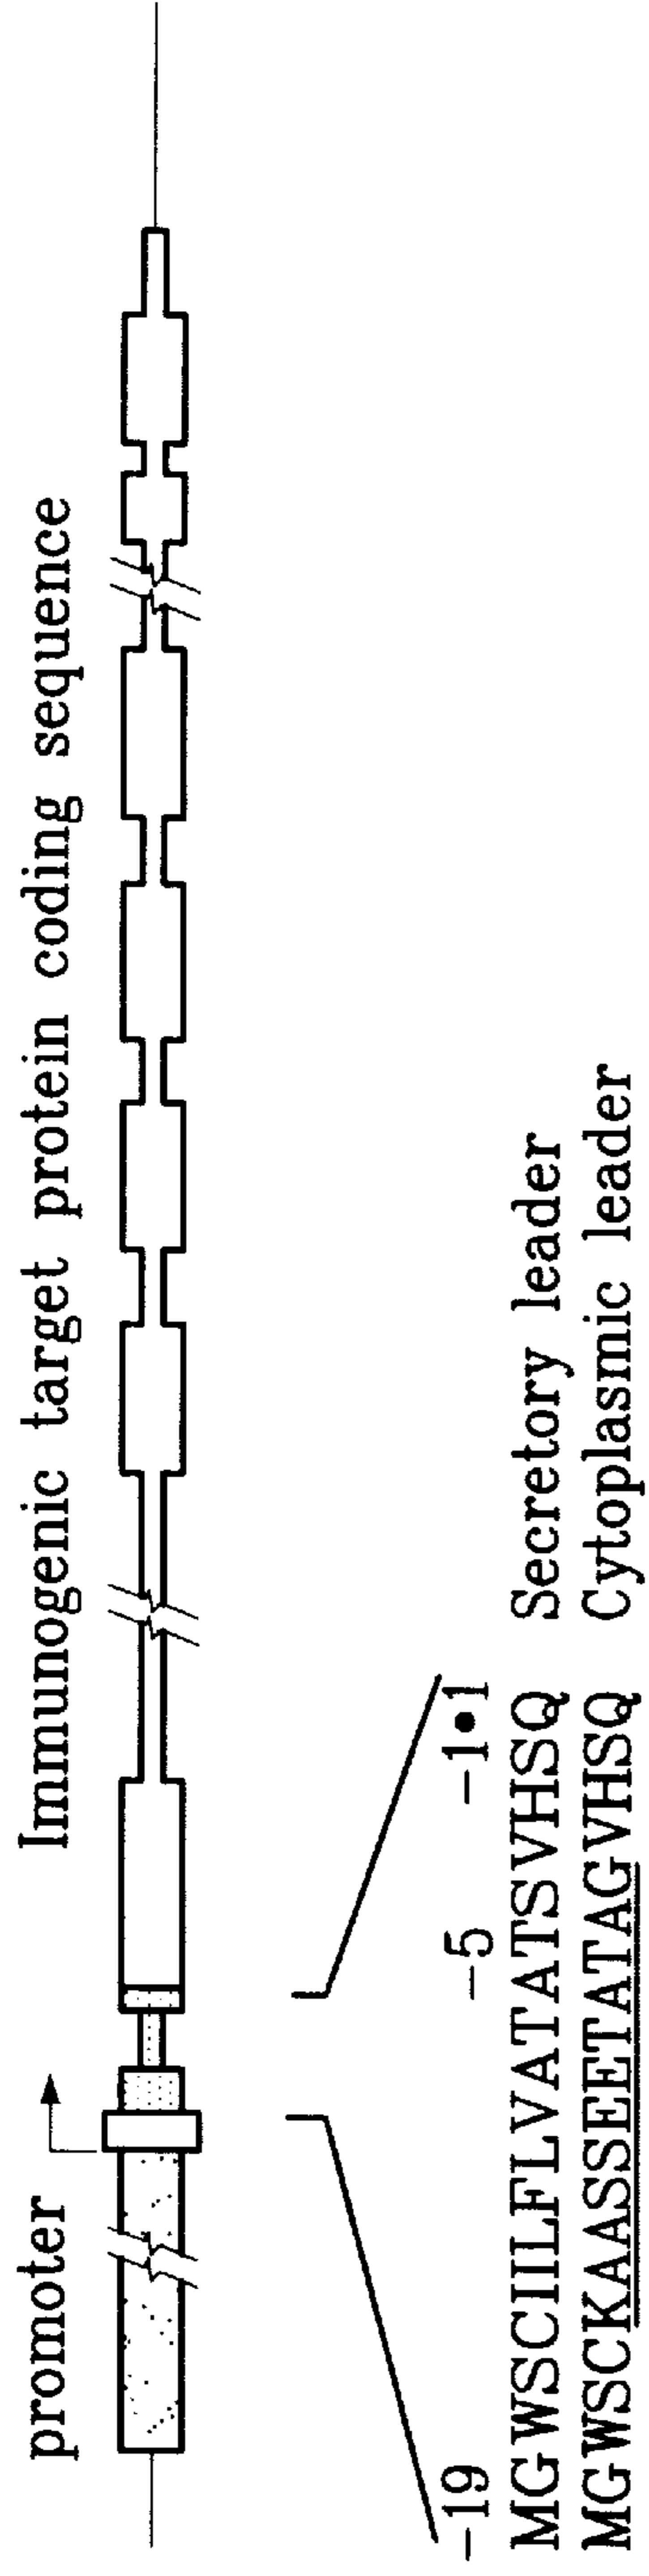 Immunogenic target protein coding sequence
promoter
-19 -5 -1•1
MGWSCIILFLVATATSVHSQ Secretory leader
MGWSCKAASSEETATAGVHSQ Cytoplasmic leader